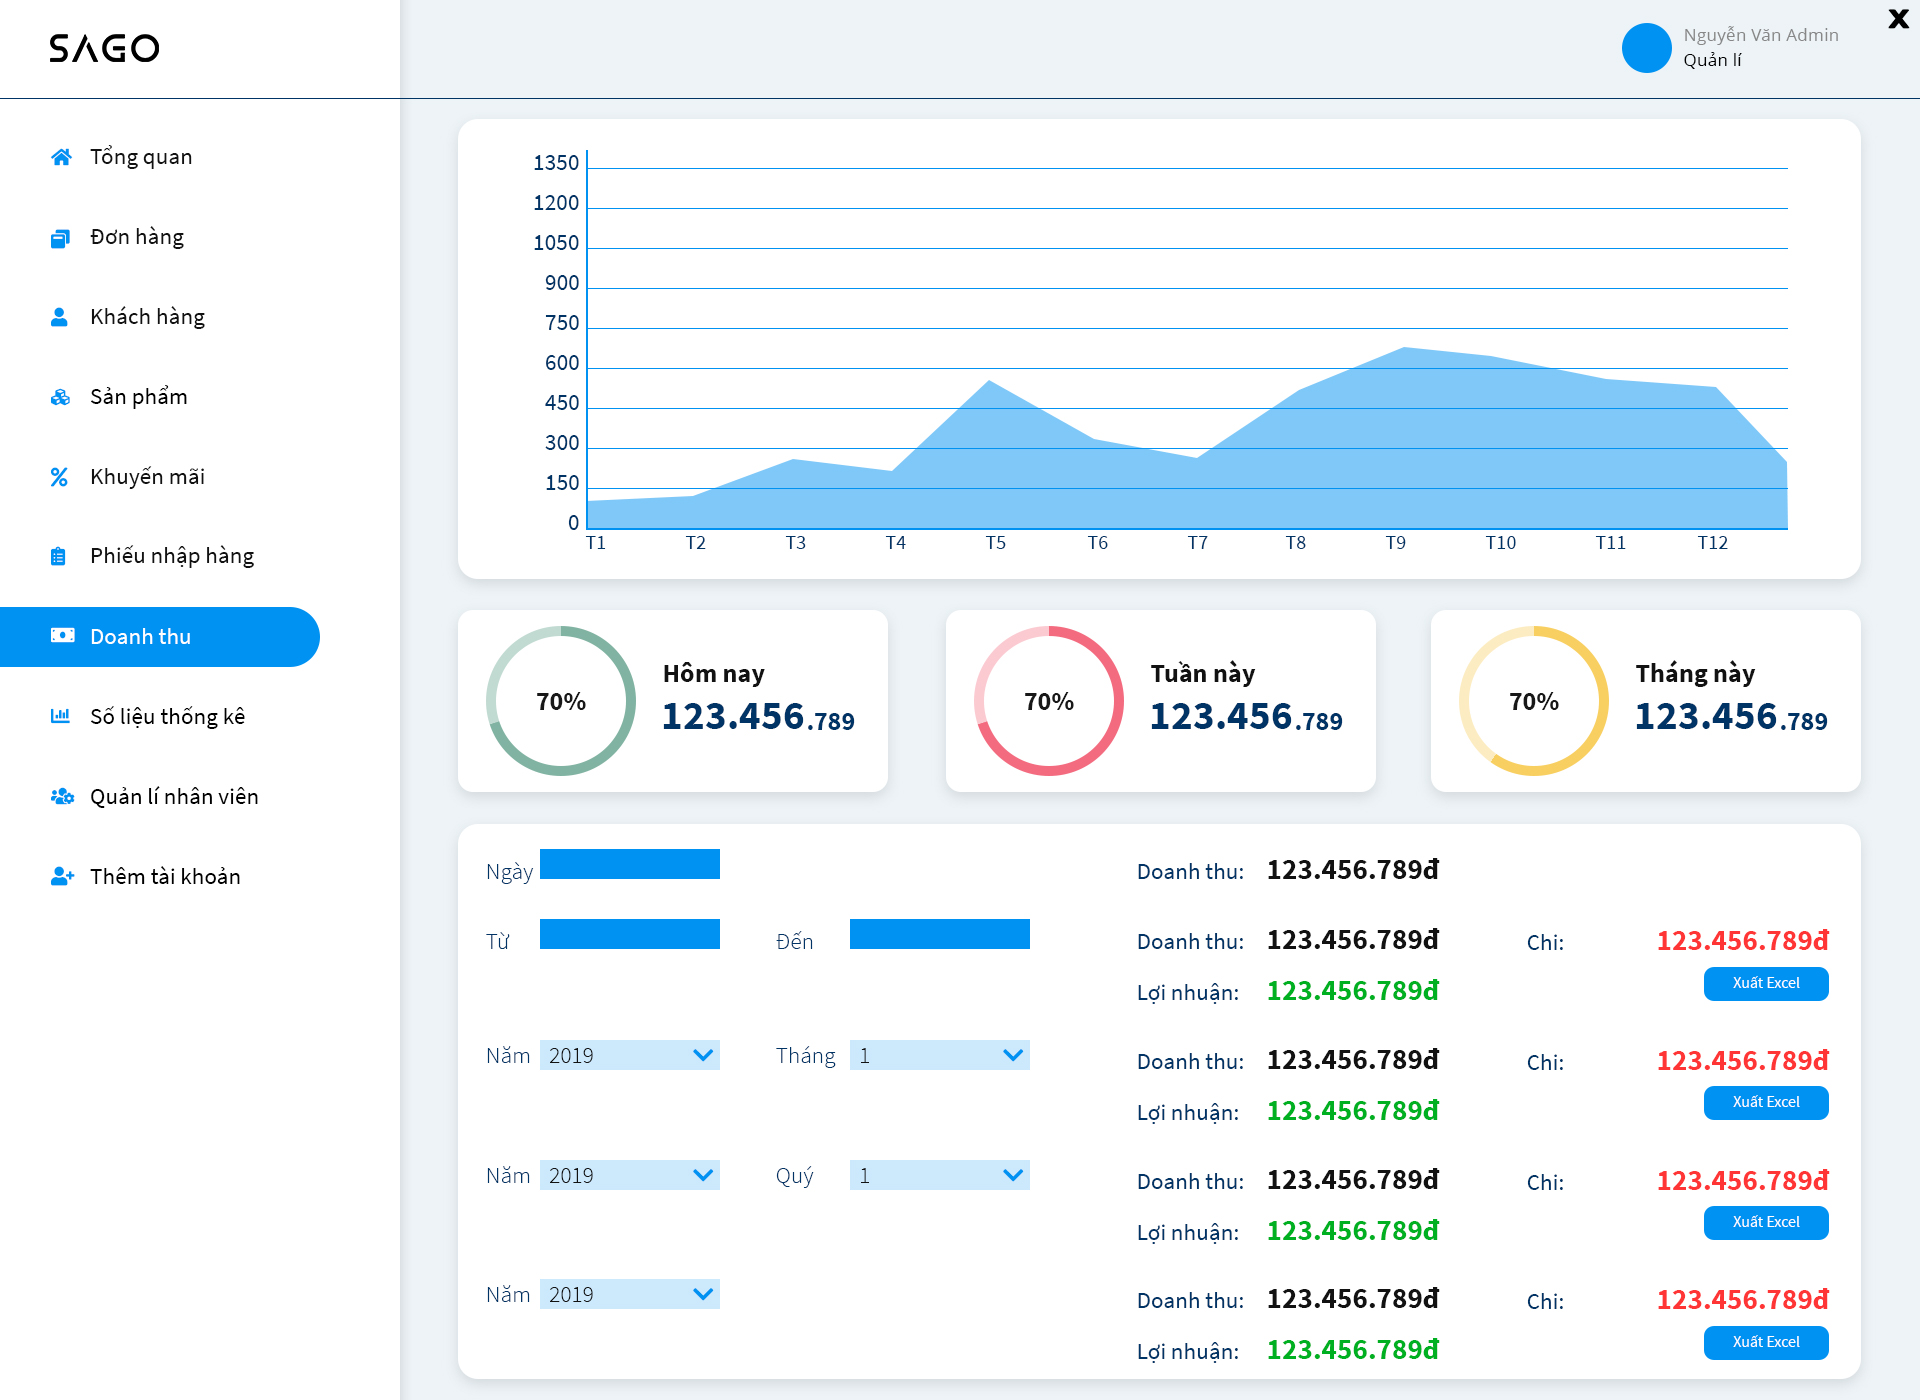 SAGO
Nguyễn Văn Admin
Quản lí
X
Tổng quan
Đơn hàng
Khách hàng
Sản phẩm
Khuyến mãi
Phiếu nhập hàng
Doanh thu
Số liệu thống kê
Quản lí nhân viên
Thêm tài khoản
1350
1200
1050
900
750
600
450
300
150
0
T1 T2 T3 T4 T5 T6 T7 T8 T9 T10 T11 T12
70%
Hôm nay
123.456.789
70%
Tuần này
123.456.789
70%
Tháng này
123.456.789
Ngày Doanh thu: 123.456.789đ
Từ Đến Doanh thu: 123.456.789đ Chi: 123.456.789đ
Xuất Excel
Lợi nhuận: 123.456.789đ
Năm 2019 Tháng 1 Doanh thu: 123.456.789đ Chi: 123.456.789đ
Xuất Excel
Lợi nhuận: 123.456.789đ
Năm 2019 Quý 1 Doanh thu: 123.456.789đ Chi: 123.456.789đ
Xuất Excel
Lợi nhuận: 123.456.789đ
Năm 2019 Doanh thu: 123.456.789đ Chi: 123.456.789đ
Xuất Excel
Lợi nhuận: 123.456.789đ